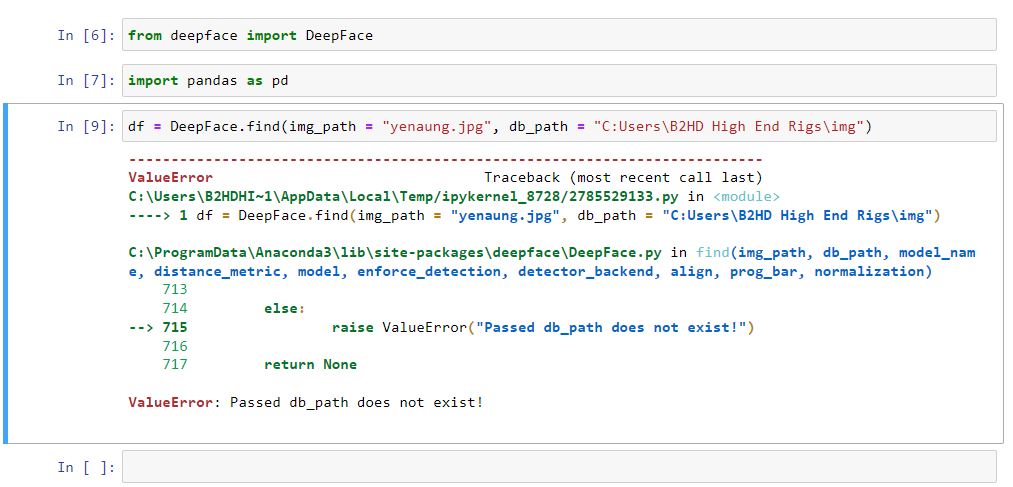 In [6]: from deepface import DeepFace
In [7]: import pandas as pd
In [9]: df = DeepFace.find(img_path = "yenaung.jpg", db_path = "C:Users\B2HD High End Rigs\img")
---------------------------------------------------------------------------
ValueError                                Traceback (most recent call last)
C:\Users\B2HDHI~1\AppData\Local\Temp/ipykernel_8728/2785529133.py in <module>
----> 1 df = DeepFace.find(img_path = "yenaung.jpg", db_path = "C:Users\B2HD High End Rigs\img")
C:\ProgramData\Anaconda3\lib\site-packages\deepface\DeepFace.py in find(img_path, db_path, model_nam
e, distance_metric, model, enforce_detection, detector_backend, align, prog_bar, normalization)
    713
    714         else:
--> 715                 raise ValueError("Passed db_path does not exist!")
    716
    717         return None
ValueError: Passed db_path does not exist!
In [ ]: